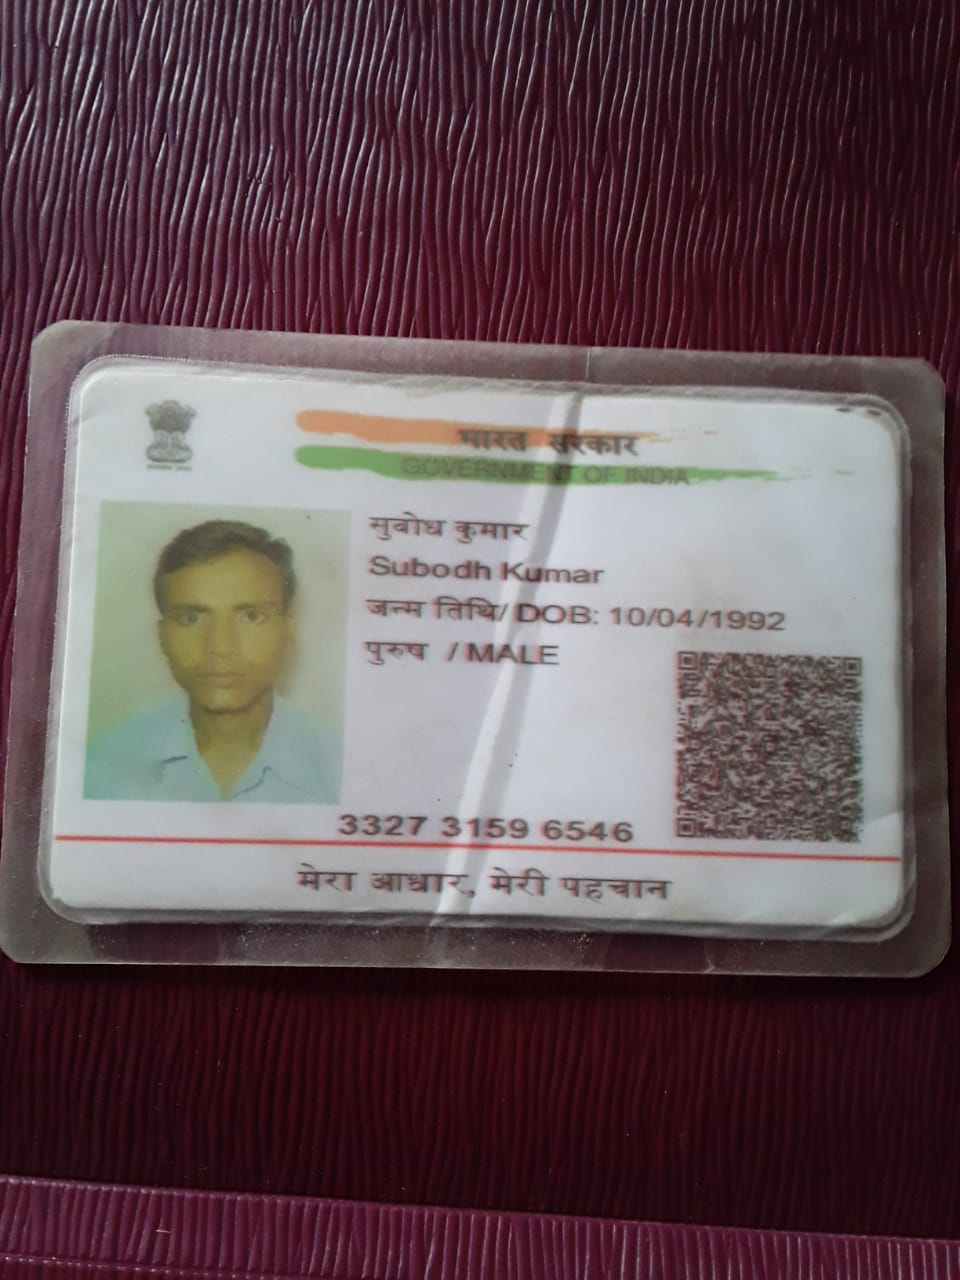 भारत सरकार
GOVERNMENT OF INDIA
सुबोध कुमार
Subodh Kumar
जन्म तिथि/ DOB: 10/04/1992
पुरुष / MALE
3327 3159 6546
मेरा आधार, मेरी पहचान